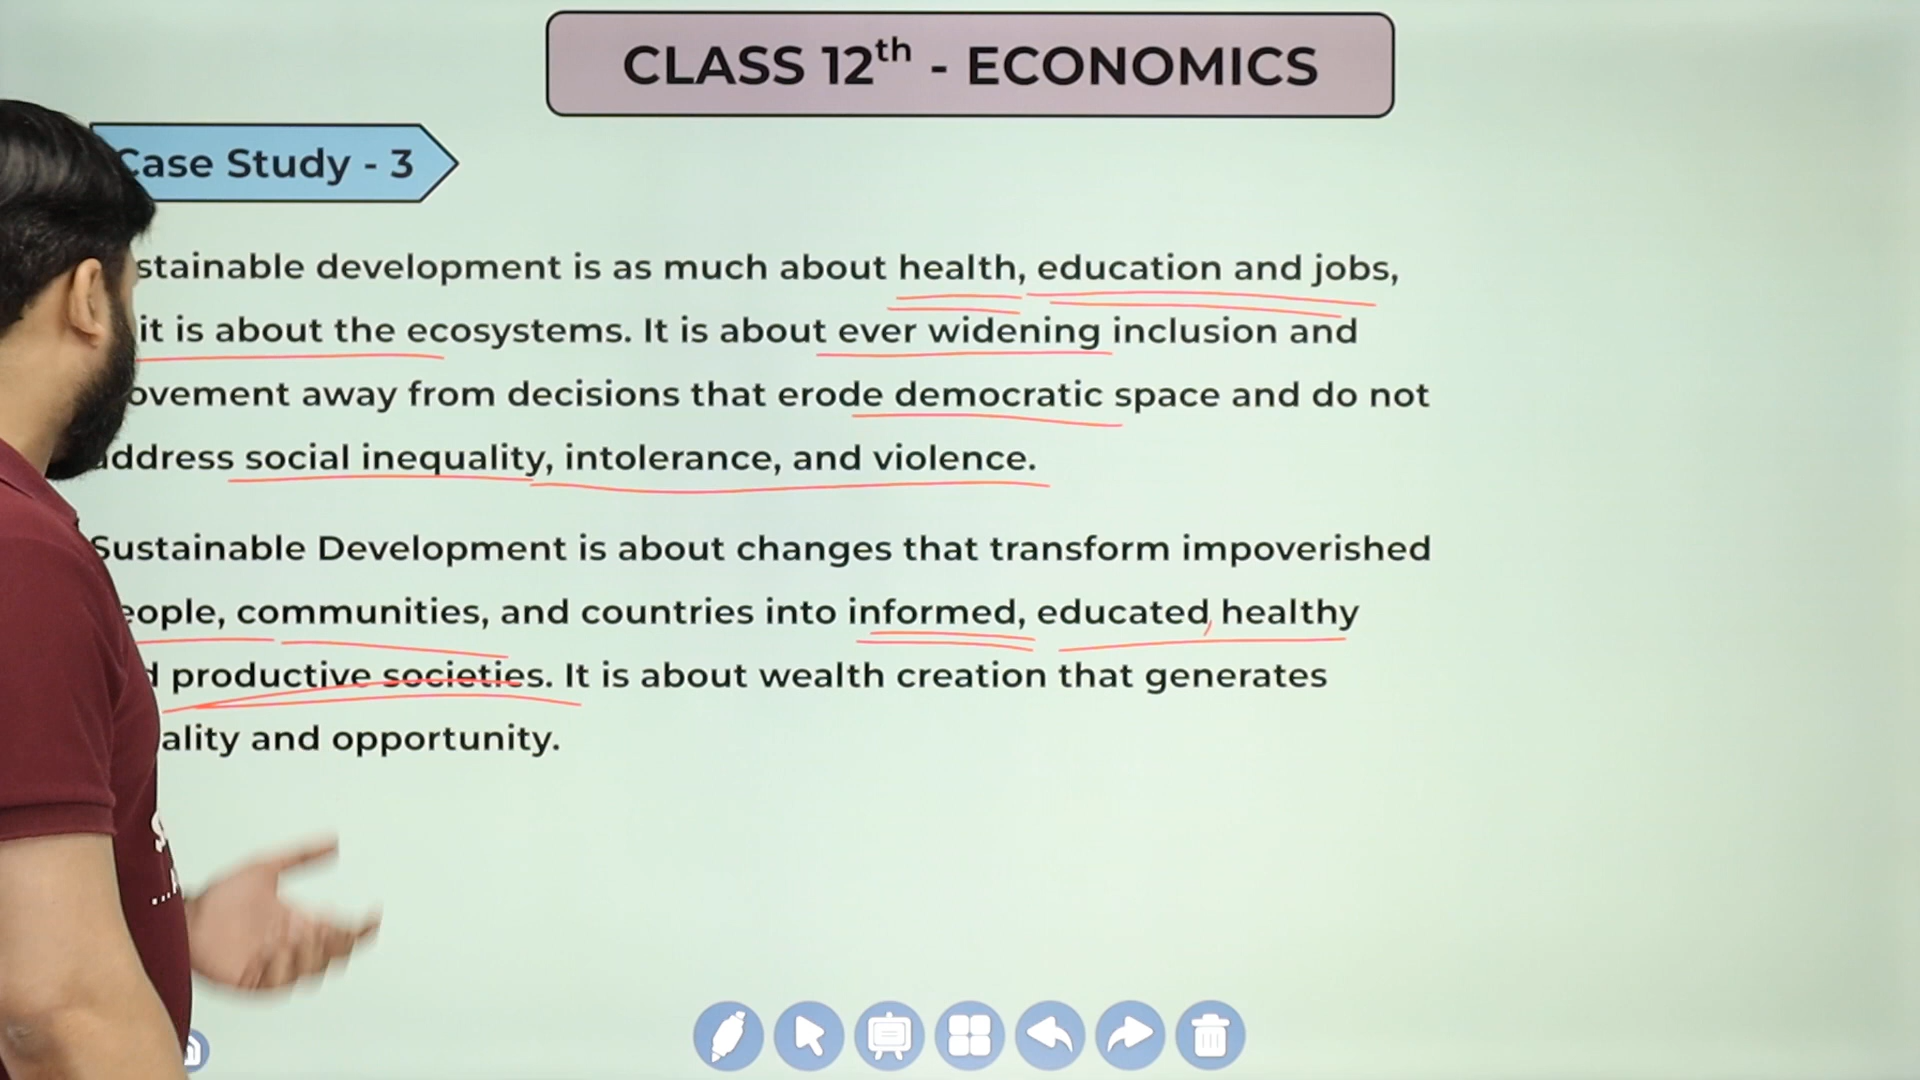 CLASS 12th - ECONOMICS
Case Study - 3
stainable development is as much about health, education and jobs,
it is about the ecosystems. It is about ever widening inclusion and
ovement away from decisions that erode democratic space and do not
ddress social inequality, intolerance, and violence.
Sustainable Development is about changes that transform impoverished
eople, communities, and countries into informed, educated, healthy
productive societies. It is about wealth creation that generates
ality and opportunity.